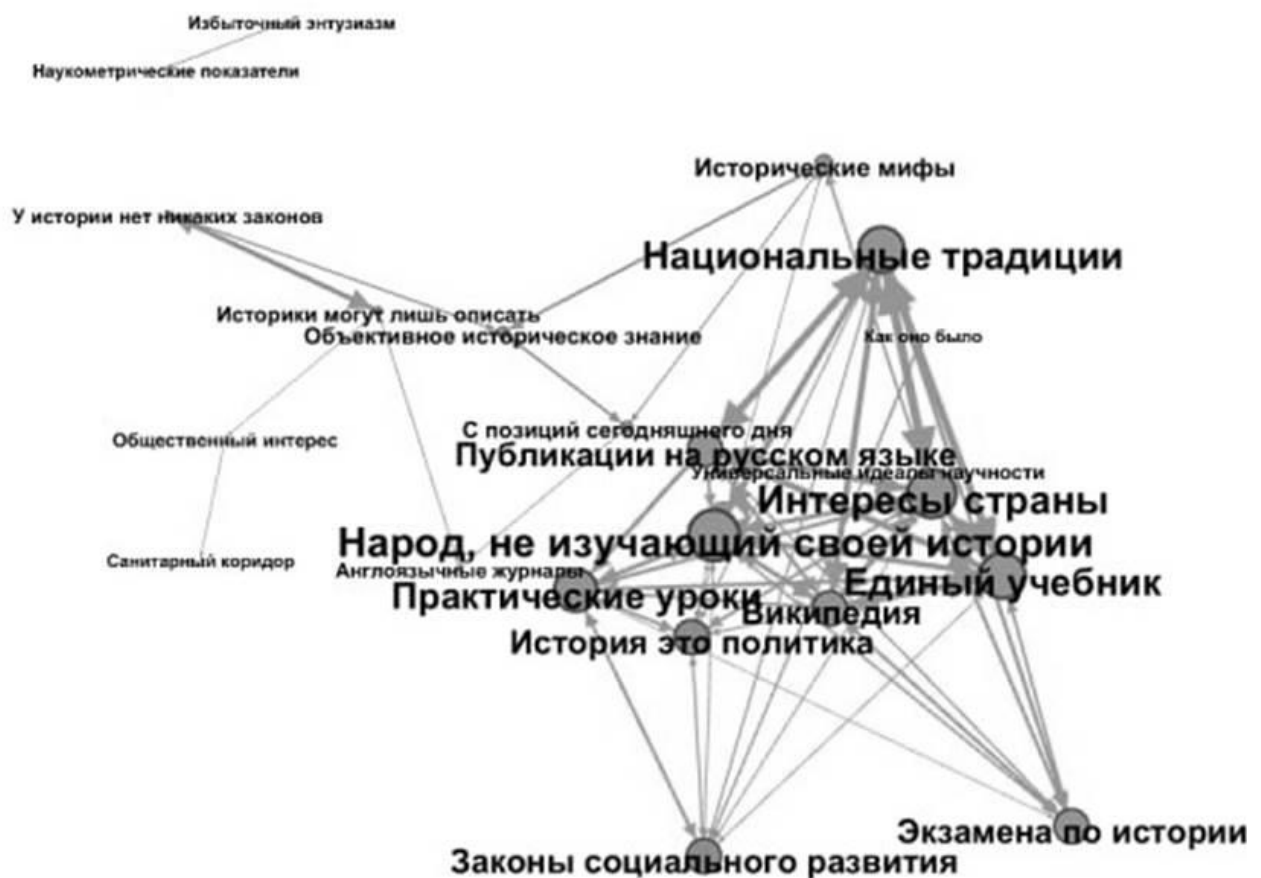 Избыточный энтузиазм
Наукометрические показатели
Исторические мифы
У истории нет никаких законов
Национальные традиции
Историки могут лишь описать
Объективное историческое знание
Как оно было
С позиций сегодняшнего дня
Общественный интерес
Публикации на русском языке
Универсальные идеалы научности
Интересы страны
Народ, не изучающий своей истории
Санитарный коридор
Англоязычные журналы
Единый учебник
Практические уроки
Википедия
История это политика
Экзамена по истории
Законы социального развития